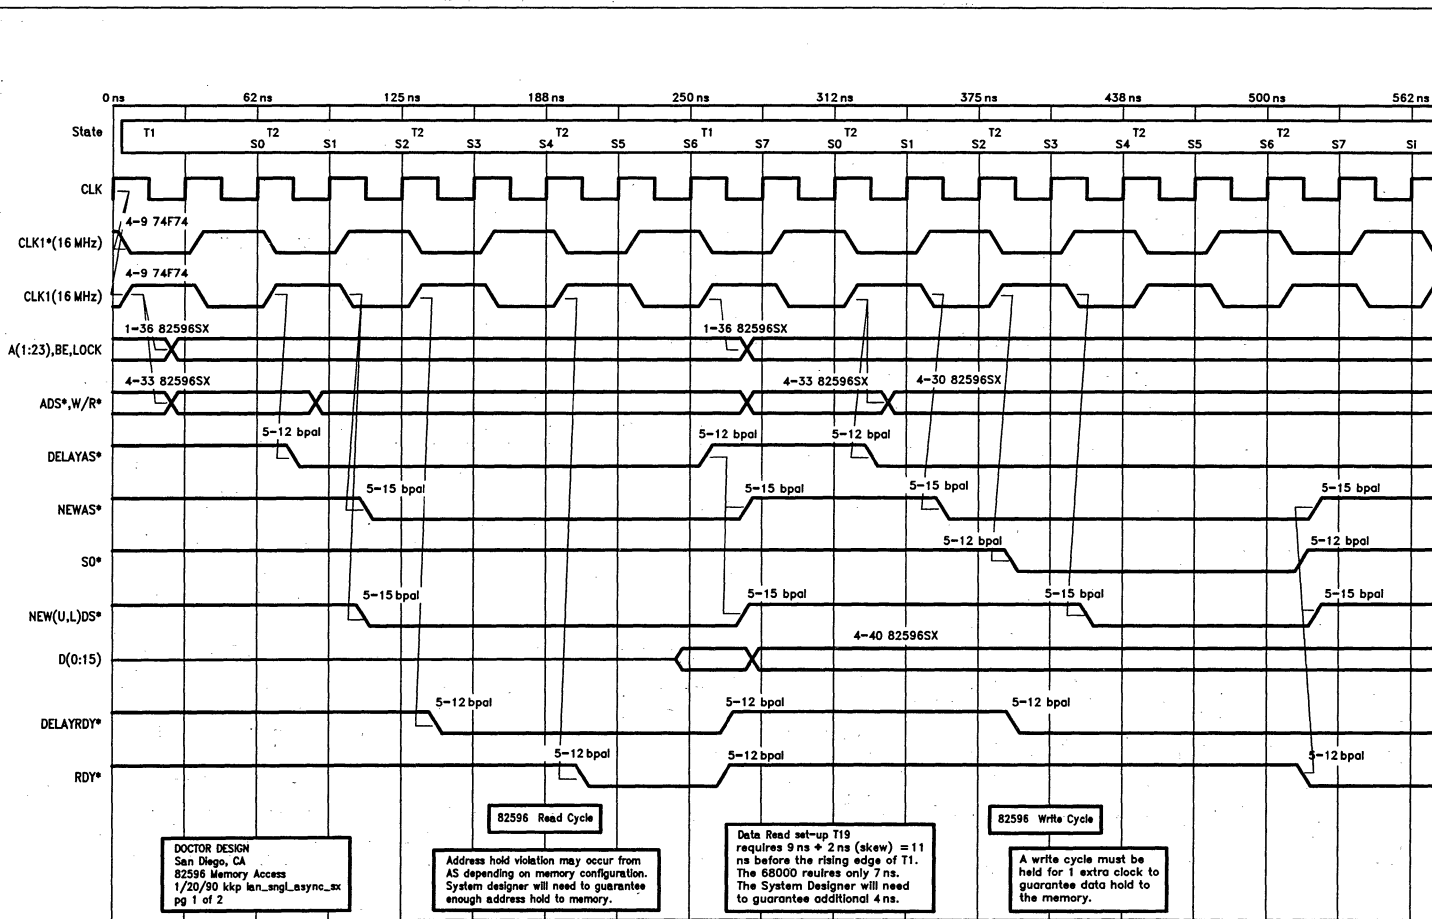 0 ns 62 ns 125 ns 188 ns 250 ns 312 ns 375 ns 438 ns 500 ns 562 ns
State T1 T2 T2 T2 T1 T2 T2 T2 T2
S0 S1 S2 S3 S4 S5 S6 S7 S0 S1 S2 S3 S4 S5 S6 S7 S1
CLK
4-9 74F74
CLK1*(16 MHz)
4-9 74F74
CLK1(16 MHz)
1-36 82596SX 1-36 82596SX
A(1:23),BE,LOCK
4-33 82596SX 4-33 82596SX 4-30 82596SX
ADS*,W/R*
5-12 bpal 5-12 bpal 5-12 bpal
DELAYAS*
5-15 bpal 5-15 bpal 5-15 bpal 5-15 bpal
NEWAS*
5-12 bpal 5-12 bpal
SO*
5-15 bpal 5-15 bpal 5-15 bpal 5-15 bpal
NEW(U,L)DS*
4-40 82596SX
D(0:15)
5-12 bpal 5-12 bpal 5-12 bpal
DELAYRDY*
5-12 bpal 5-12 bpal 5-12 bpal
RDY*
82596 Read Cycle
82596 Write Cycle
DOCTOR DESIGN
San Diego, CA
82596 Memory Access
1/20/90 kkp lan_sngl_async_sx
pg 1 of 2
Address hold violation may occur from
AS depending on memory configuration.
System designer will need to guarantee
enough address hold to memory.
Data Read set-up T19
requires 9 ns + 2 ns (skew) = 11
ns before the rising edge of T1.
The 68000 reuires only 7 ns.
The System Designer will need
to guarantee additional 4 ns.
A write cycle must be
held for 1 extra clock to
guarantee data hold to
the memory.